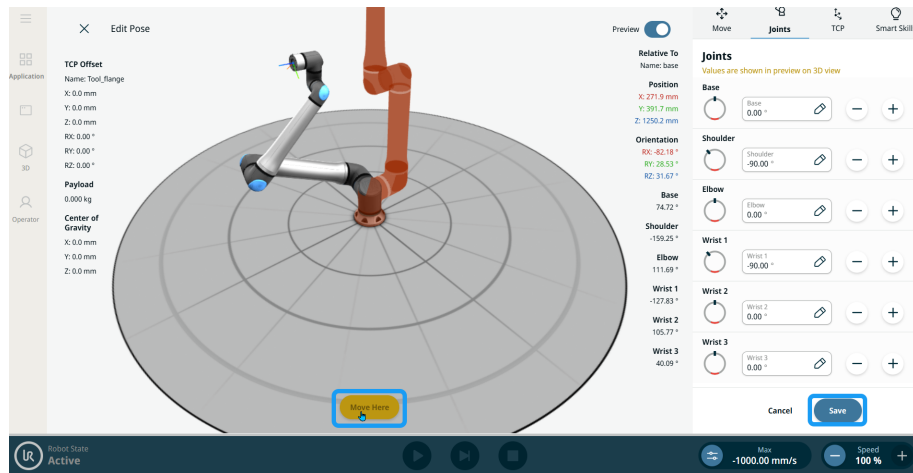 Edit Pose
Preview
Move
Joints
TCP
Smart Skill
Application
3D
Operator
TCP Offset
Name: Tool_flange
X: 0.0 mm
Y: 0.0 mm
Z: 0.0 mm
RX: 0.00 °
RY: 0.00 °
RZ: 0.00 °
Payload
0.000 kg
Center of
Gravity
X: 0.0 mm
Y: 0.0 mm
Z: 0.0 mm
Relative To
Name: base
Position
X: 271.9 mm
Y: 391.7 mm
Z: 1250.2 mm
Orientation
RX: -82.18 °
RY: 28.53 °
RZ: 31.67 °
Base
74.72 °
Shoulder
-159.25 °
Elbow
111.69 °
Wrist 1
-127.83 °
Wrist 2
105.77 °
Wrist 3
40.09 °
Joints
Values are shown in preview on 3D view
Base
Base
0.00 °
Shoulder
Shoulder
-90.00 °
Elbow
Elbow
0.00 °
Wrist 1
Wrist 1
-90.00 °
Wrist 2
Wrist 2
0.00 °
Wrist 3
Wrist 3
0.00 °
Move Here
Cancel
Save
UR
Robot State
Active
Max
-1000.00 mm/s
Speed
100 %